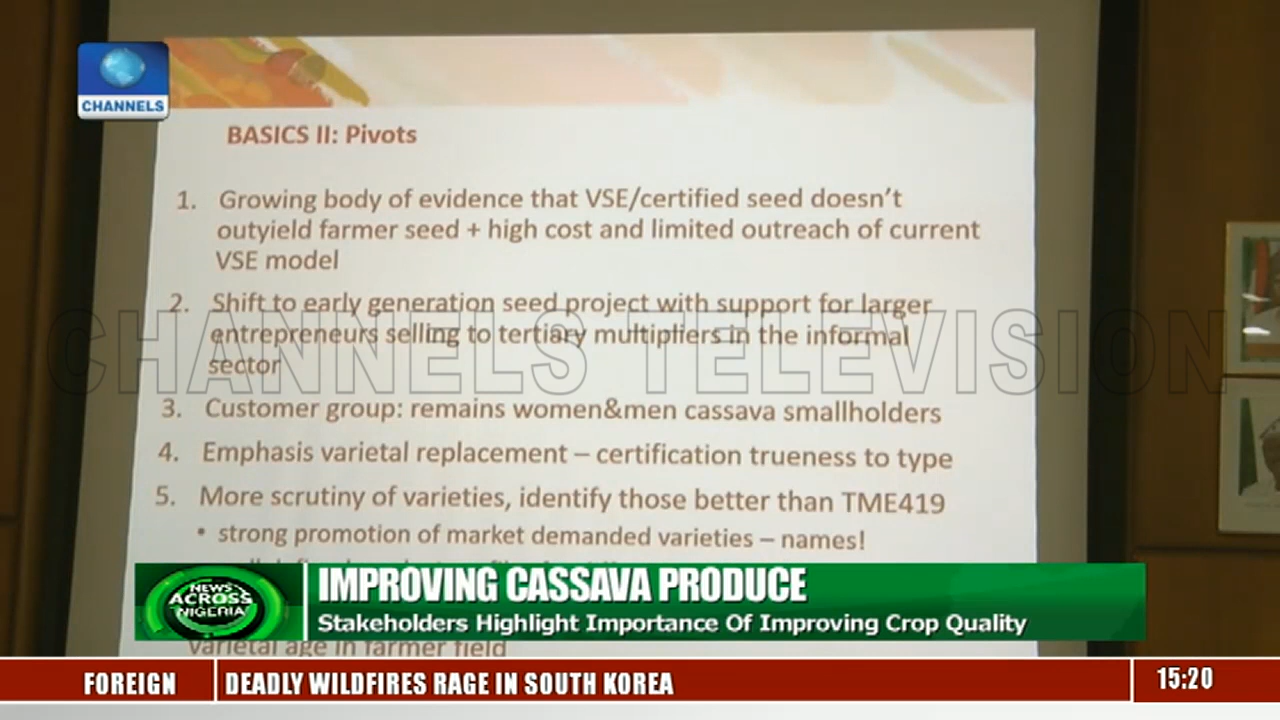 CHANNELS
BASICS II: Pivots
1. Growing body of evidence that VSE/certified seed doesn't
outyield farmer seed + high cost and limited outreach of current
VSE model
2. Shift to early generation seed project with support for larger
entrepreneurs selling to tertiary multipliers in the informal
sector
CHANNELS TELEVISION
3. Customer group: remains women&men cassava smallholders
4. Emphasis varietal replacement – certification trueness to type
5. More scrutiny of varieties, identify those better than TME419
• strong promotion of market demanded varieties – names!
varietal age in farmer field
NEWS
ACROSS
NIGERIA
IMPROVING CASSAVA PRODUCE
Stakeholders Highlight Importance Of Improving Crop Quality
FOREIGN
DEADLY WILDFIRES RAGE IN SOUTH KOREA
15:20